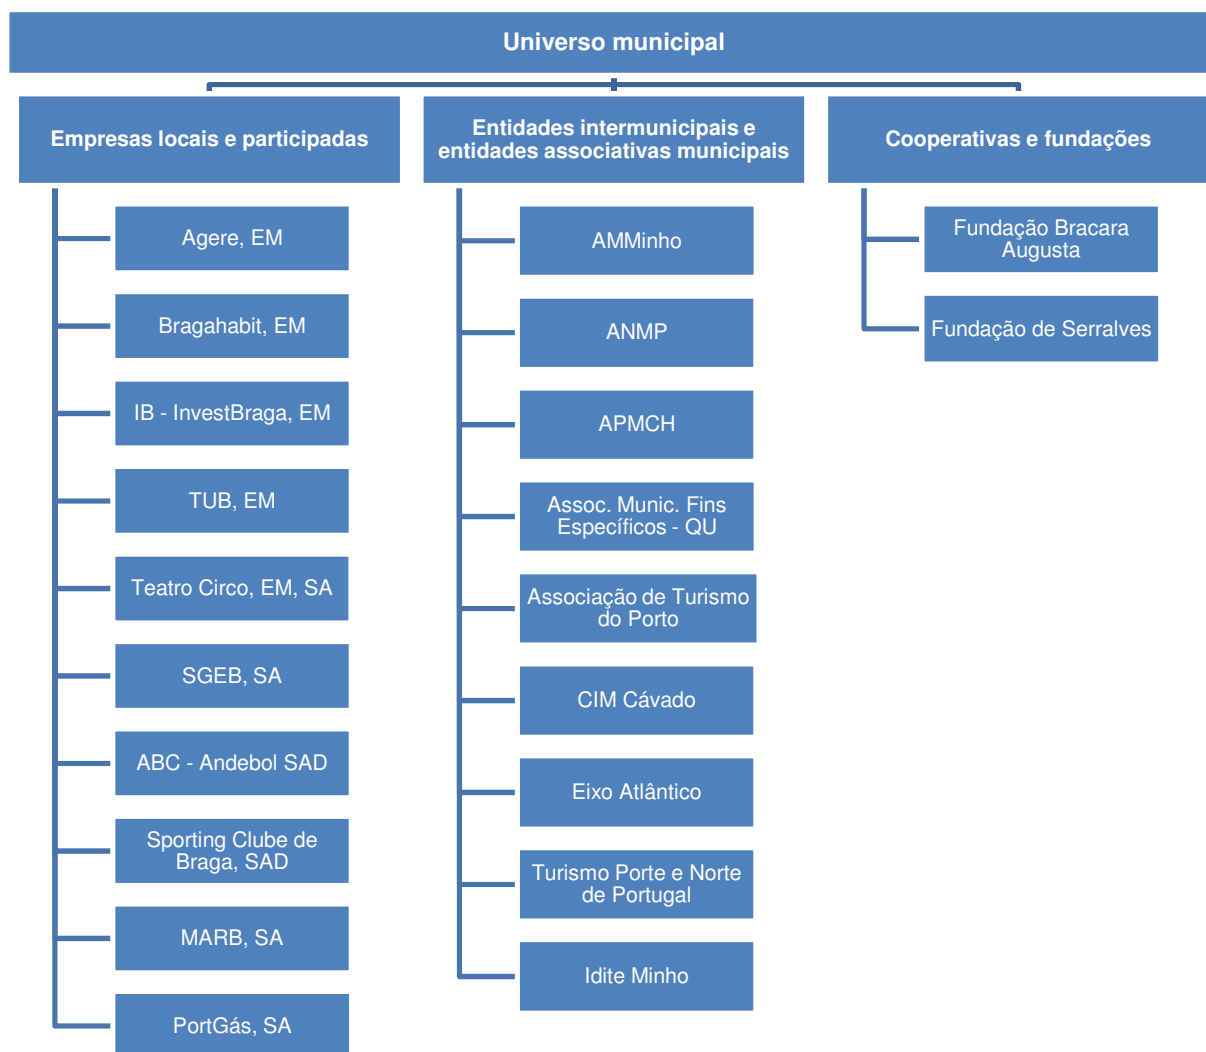 Universo municipal
Empresas locais e participadas
Agere, EM
Bragahabit, EM
IB - InvestBraga, EM
TUB, EM
Teatro Circo, EM, SA
SGEB, SA
ABC - Andebol SAD
Sporting Clube de
Braga, SAD
MARB, SA
PortGás, SA
Entidades intermunicipais e
entidades associativas municipais
AMMinho
ANMP
APMCH
Assoc. Munic. Fins
Específicos - QU
Associação de Turismo
do Porto
CIM Cávado
Eixo Atlântico
Turismo Porte e Norte
de Portugal
Idite Minho
Cooperativas e fundações
Fundação Bracara
Augusta
Fundação de Serralves